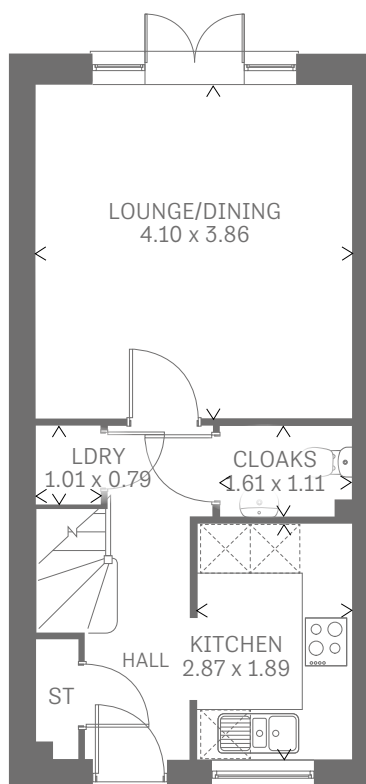 LOUNGE/DINING
4.10 x 3.86
LDRY
1.01 x 0.79
CLOAKS
1.61 x 1.11
KITCHEN
2.87 x 1.89
HALL
ST
N